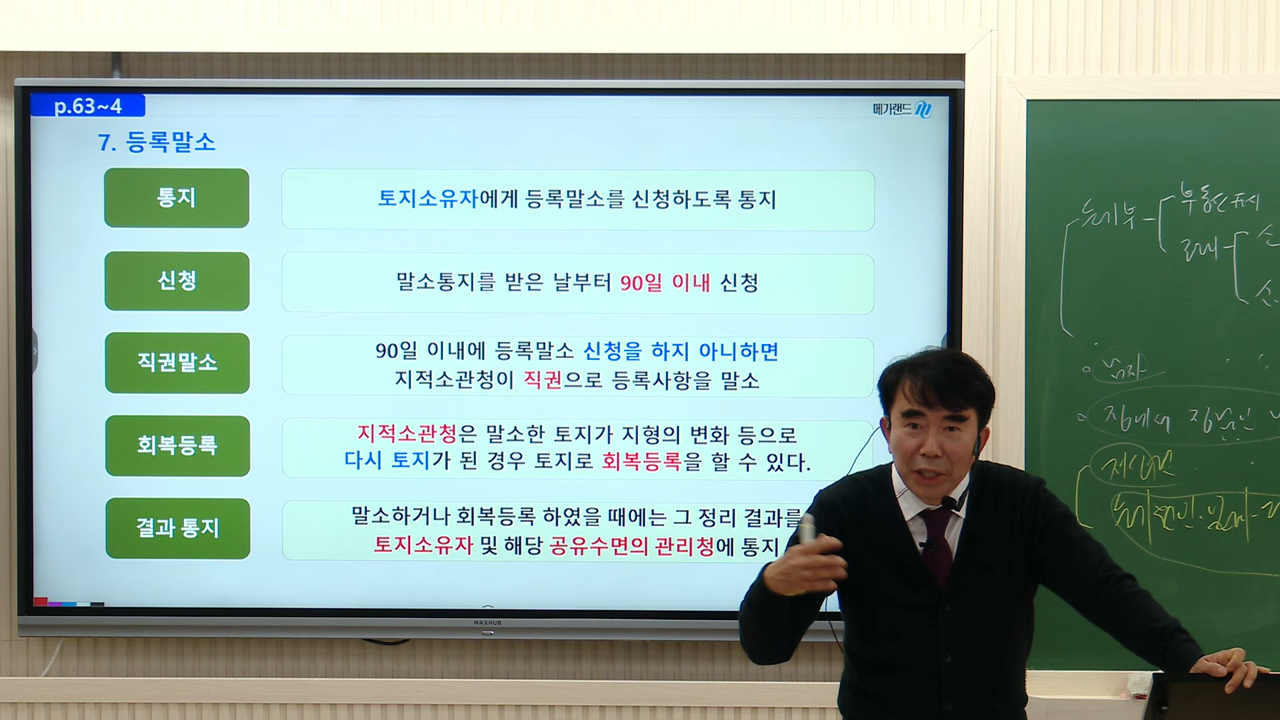 p.63~4
메가랜드
7. 등록말소
통지
토지소유자에게 등록말소를 신청하도록 통지
신청
말소통지를 받은 날부터 90일 이내 신청
직권말소
90일 이내에 등록말소 신청을 하지 아니하면
지적소관청이 직권으로 등록사항을 말소
회복등록
지적소관청은 말소한 토지가 지형의 변화 등으로
다시 토지가 된 경우 토지로 회복등록을 할 수 있다.
결과 통지
말소하거나 회복등록 하였을 때에는 그 정리 결과를
토지소유자 및 해당 공유수면의 관리청에 통지
MAXHUB